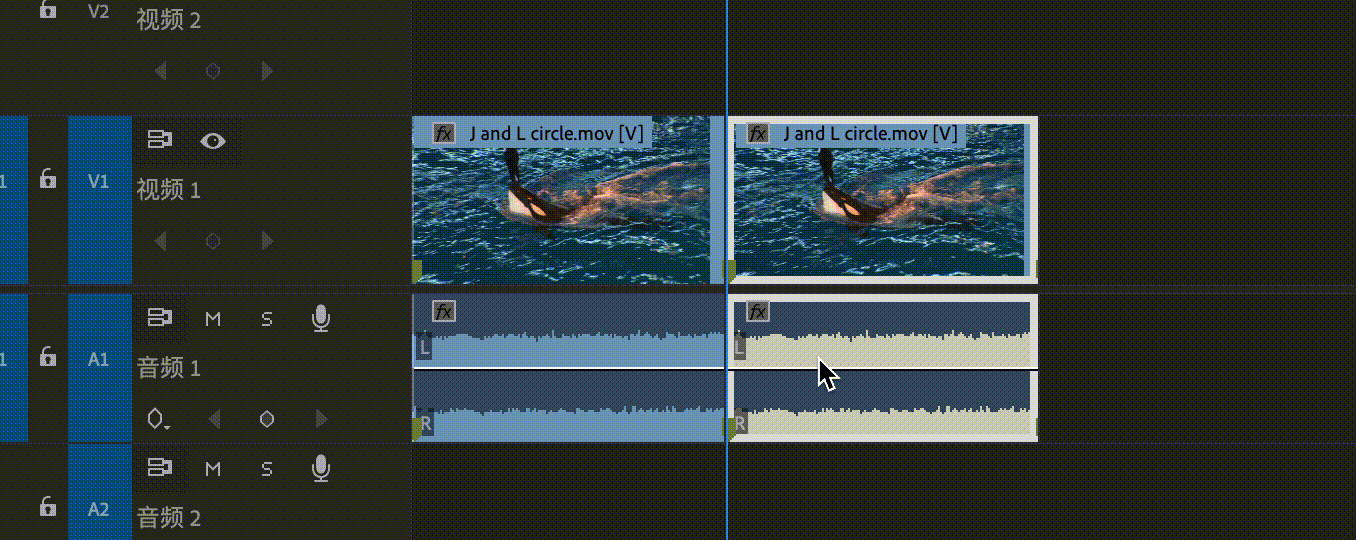 V2 视频 2
fx J and L circle.mov [V] fx J and L circle.mov [V]
1 V1 视频 1
fx fx
M S
L L
1 A1 音频 1
R R
M S
A2 音频 2